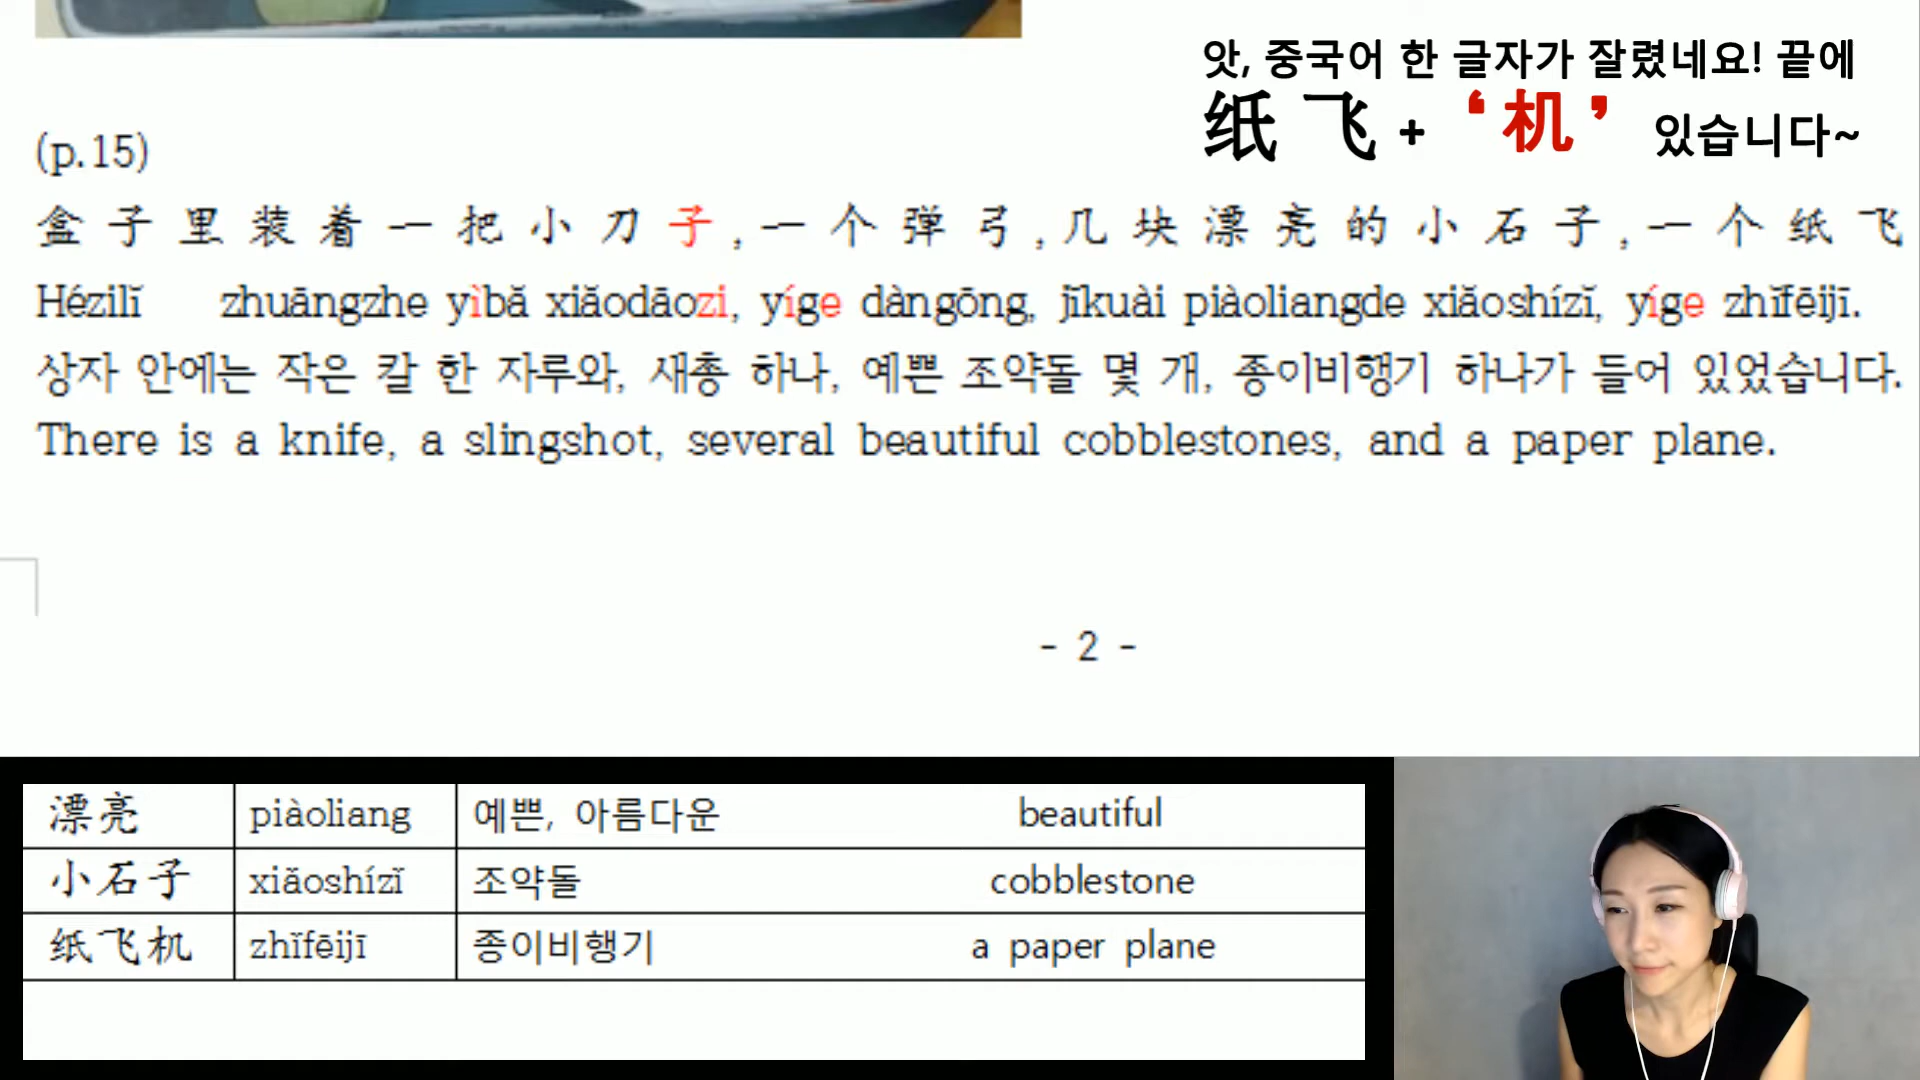 앗, 중국어 한 글자가 잘렸네요! 끝에
纸 飞 + ‘机’ 있습니다~
(p.15)
盒子里装着一把小刀子,一个弹弓,几块漂亮的小石子,一个纸飞
Hézilǐ zhuāngzhe yìbǎ xiǎodāozi, yíge dàngōng, jǐkuài piàoliangde xiǎoshízǐ, yíge zhǐfēijī.
상자 안에는 작은 칼 한 자루와, 새총 하나, 예쁜 조약돌 몇 개, 종이비행기 하나가 들어 있었습니다.
There is a knife, a slingshot, several beautiful cobblestones, and a paper plane.
- 2 -
漂亮 piàoliang 예쁜, 아름다운 beautiful
小石子 xiǎoshízǐ 조약돌 cobblestone
纸飞机 zhǐfēijī 종이비행기 a paper plane